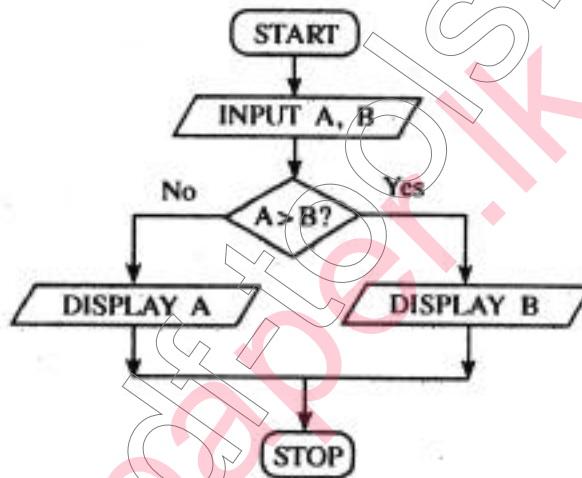 START
INPUT A, B
No
Yes
A > B?
DISPLAY A
DISPLAY B
STOP